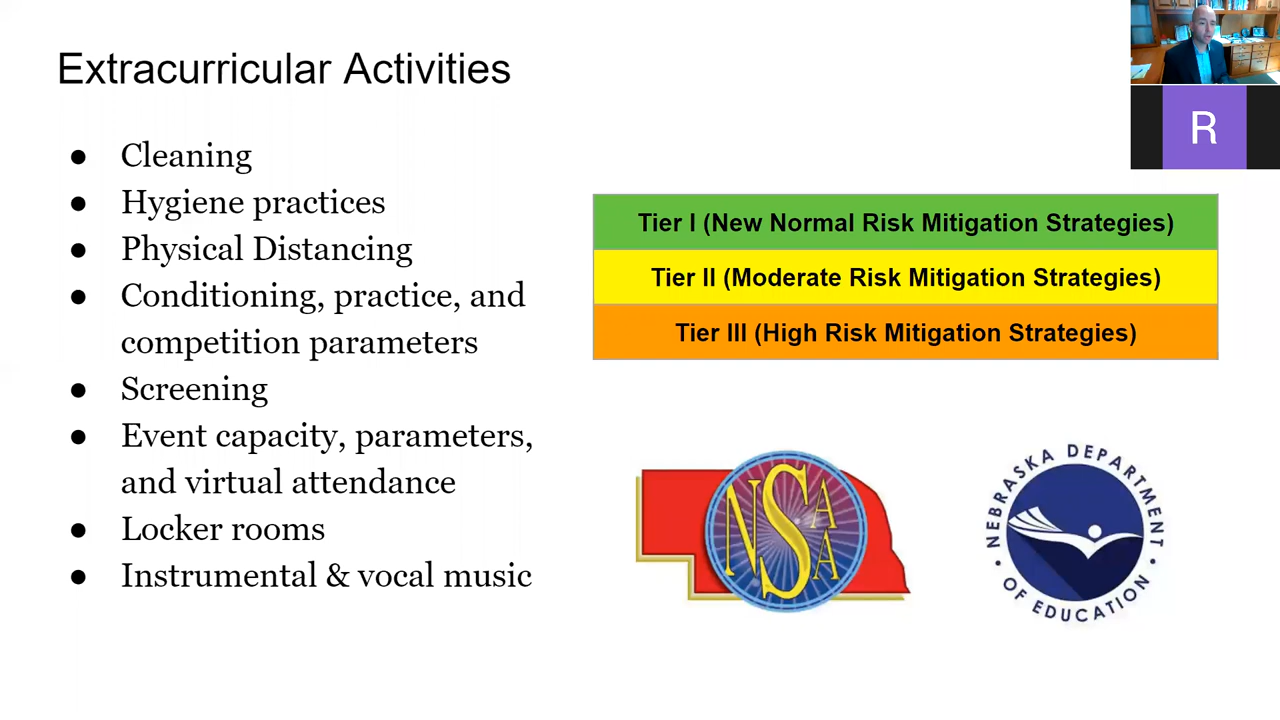 Extracurricular Activities
● Cleaning
● Hygiene practices
● Physical Distancing
● Conditioning, practice, and
competition parameters
● Screening
● Event capacity, parameters,
and virtual attendance
● Locker rooms
● Instrumental & vocal music
Tier I (New Normal Risk Mitigation Strategies)
Tier II (Moderate Risk Mitigation Strategies)
Tier III (High Risk Mitigation Strategies)
NSAA
NEBRASKA DEPARTMENT
• OF EDUCATION •
R